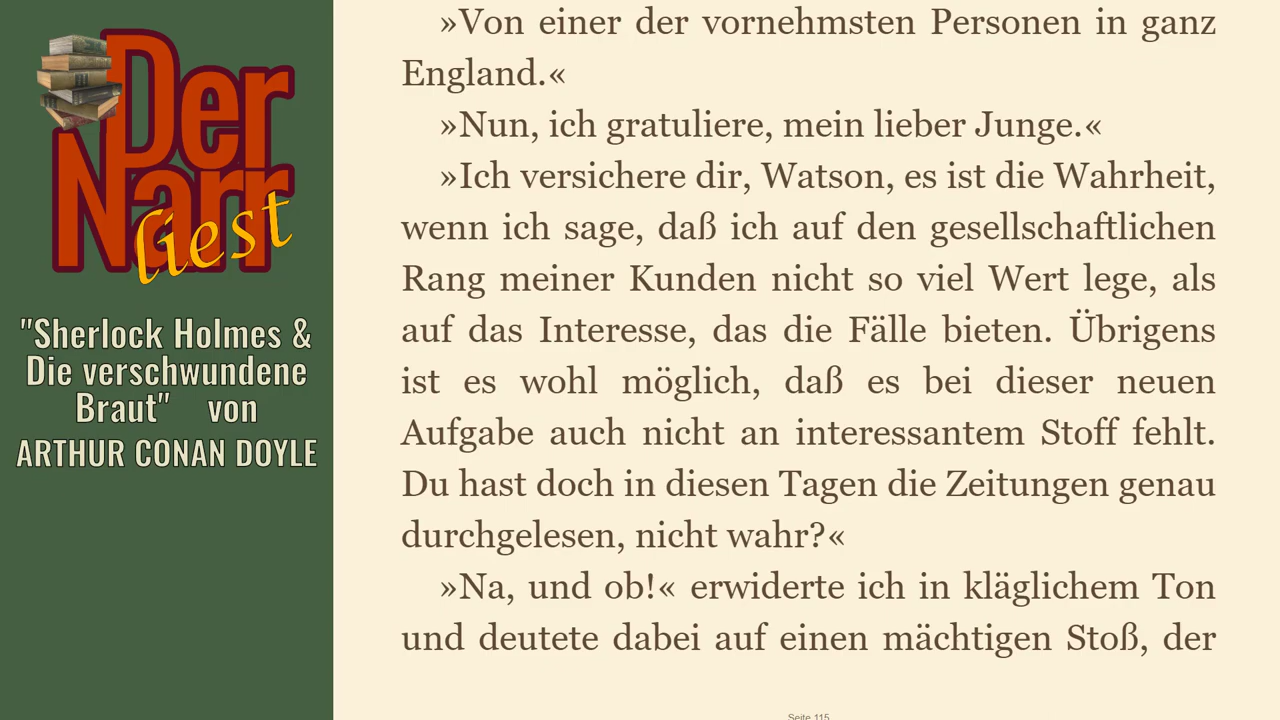 Der
Narr
liest
"Sherlock Holmes &
Die verschwundene
Braut" von
ARTHUR CONAN DOYLE
»Von einer der vornehmsten Personen in ganz
England.«
»Nun, ich gratuliere, mein lieber Junge.«
»Ich versichere dir, Watson, es ist die Wahrheit,
wenn ich sage, daß ich auf den gesellschaftlichen
Rang meiner Kunden nicht so viel Wert lege, als
auf das Interesse, das die Fälle bieten. Übrigens
ist es wohl möglich, daß es bei dieser neuen
Aufgabe auch nicht an interessantem Stoff fehlt.
Du hast doch in diesen Tagen die Zeitungen genau
durchgelesen, nicht wahr?«
»Na, und ob!« erwiderte ich in kläglichem Ton
und deutete dabei auf einen mächtigen Stoß, der
Seite 115